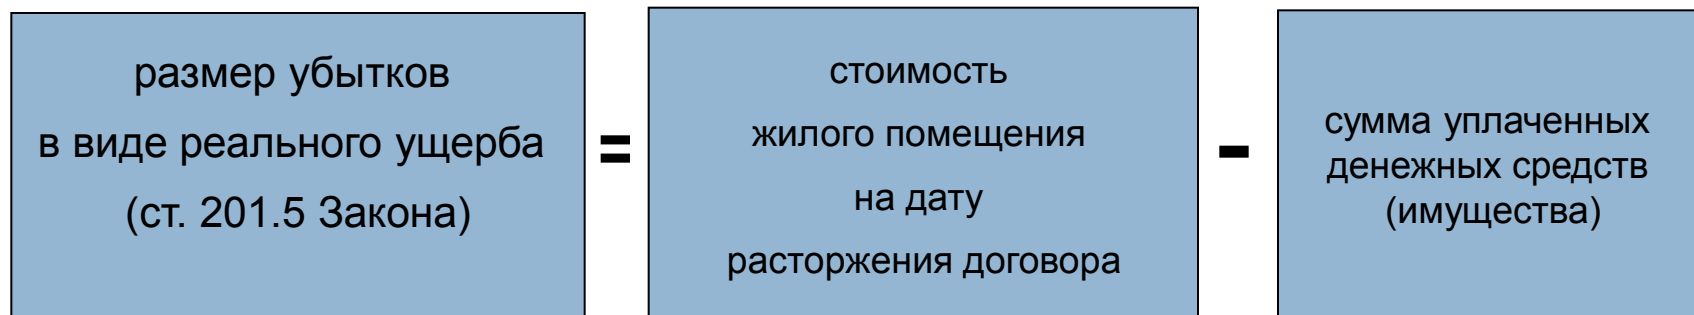 размер убытков
в виде реального ущерба
(ст. 201.5 Закона)
=
стоимость
жилого помещения
на дату
расторжения договора
-
сумма уплаченных
денежных средств
(имущества)